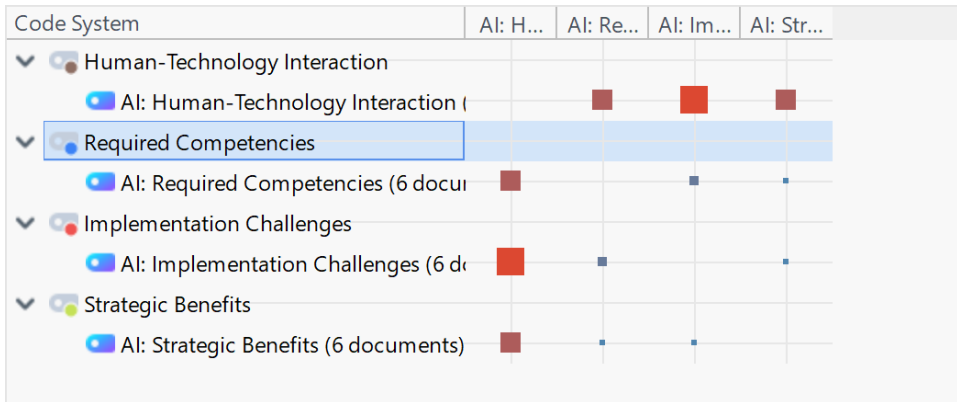 Code System AI: H... AI: Re... AI: Im... AI: Str...
Human-Technology Interaction
AI: Human-Technology Interaction (
Required Competencies
AI: Required Competencies (6 docu
Implementation Challenges
AI: Implementation Challenges (6 d
Strategic Benefits
AI: Strategic Benefits (6 documents)